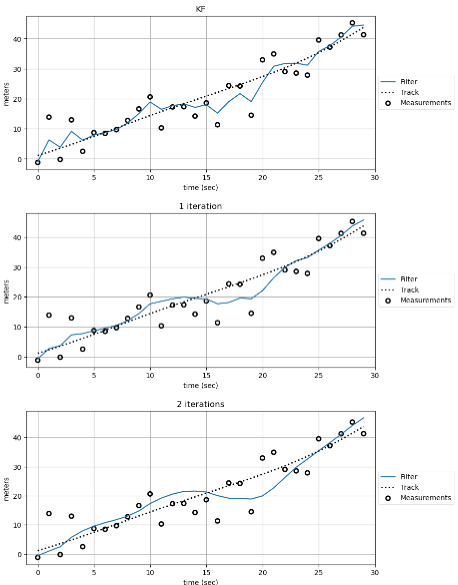 KF
meters
40
30
20
10
0
0 5 10 15 20 25 30
time (sec)
Filter
Track
Measurements
1 iteration
meters
40
30
20
10
0
0 5 10 15 20 25 30
time (sec)
Filter
Track
Measurements
2 iterations
meters
40
30
20
10
0
0 5 10 15 20 25 30
time (sec)
Filter
Track
Measurements